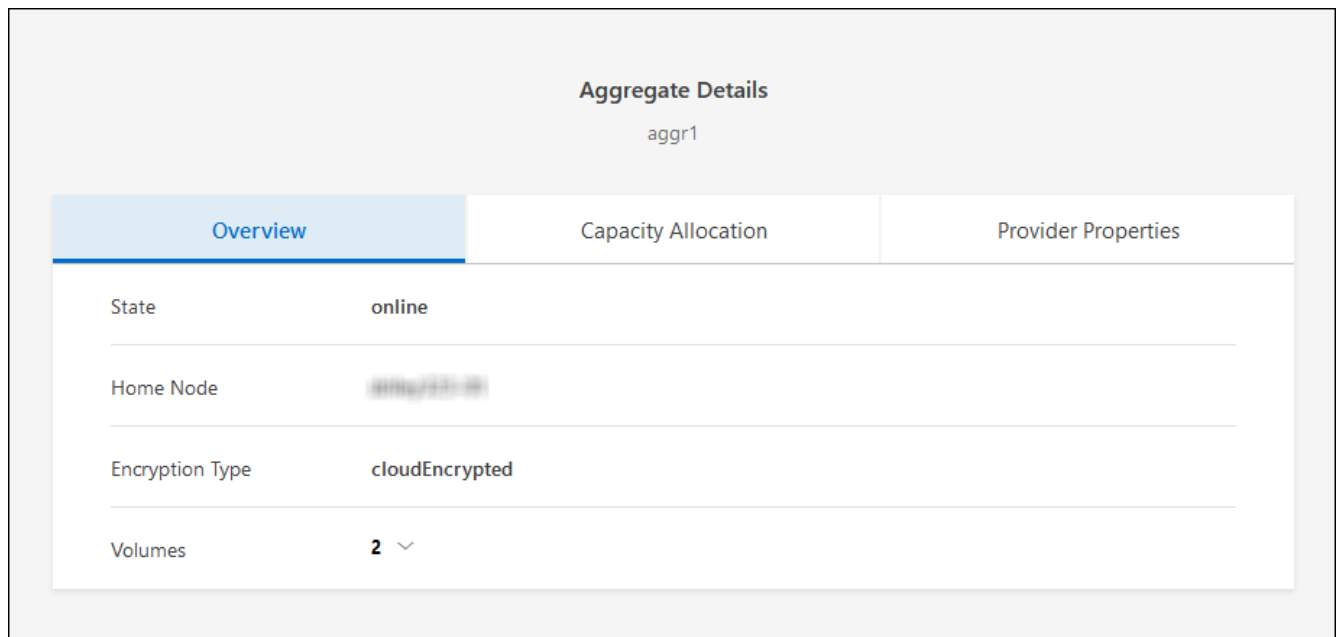 Aggregate Details
aggr1
Overview Capacity Allocation Provider Properties
State online
Home Node
Encryption Type cloudEncrypted
Volumes 2